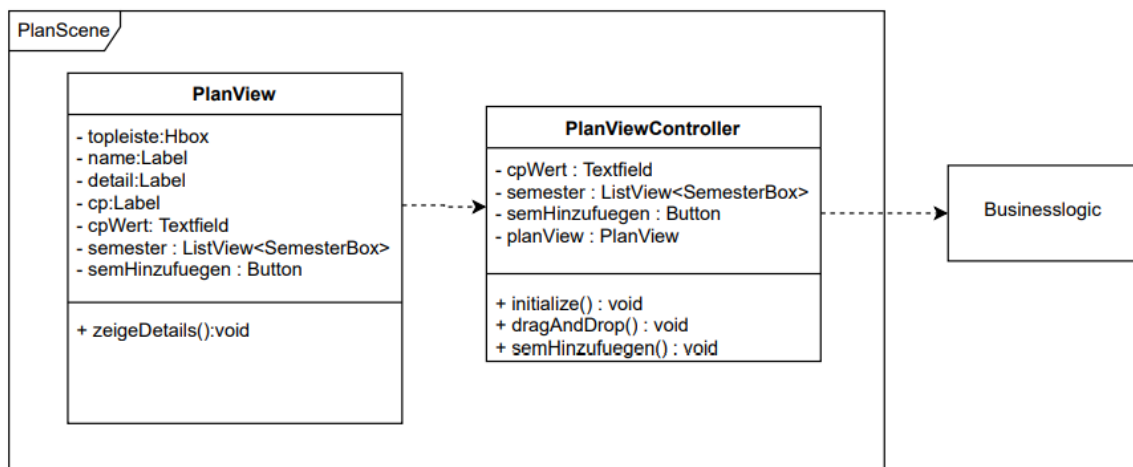 PlanScene
PlanView
- topleiste:Hbox
- name:Label
- detail:Label
- cp:Label
- cpWert: Textfield
- semester : ListView<SemesterBox>
- semHinzufuegen : Button
+ zeigeDetails():void
PlanViewController
- cpWert : Textfield
- semester : ListView<SemesterBox>
- semHinzufuegen : Button
- planView : PlanView
+ initialize() : void
+ dragAndDrop() : void
+ semHinzufuegen() : void
Businesslogic